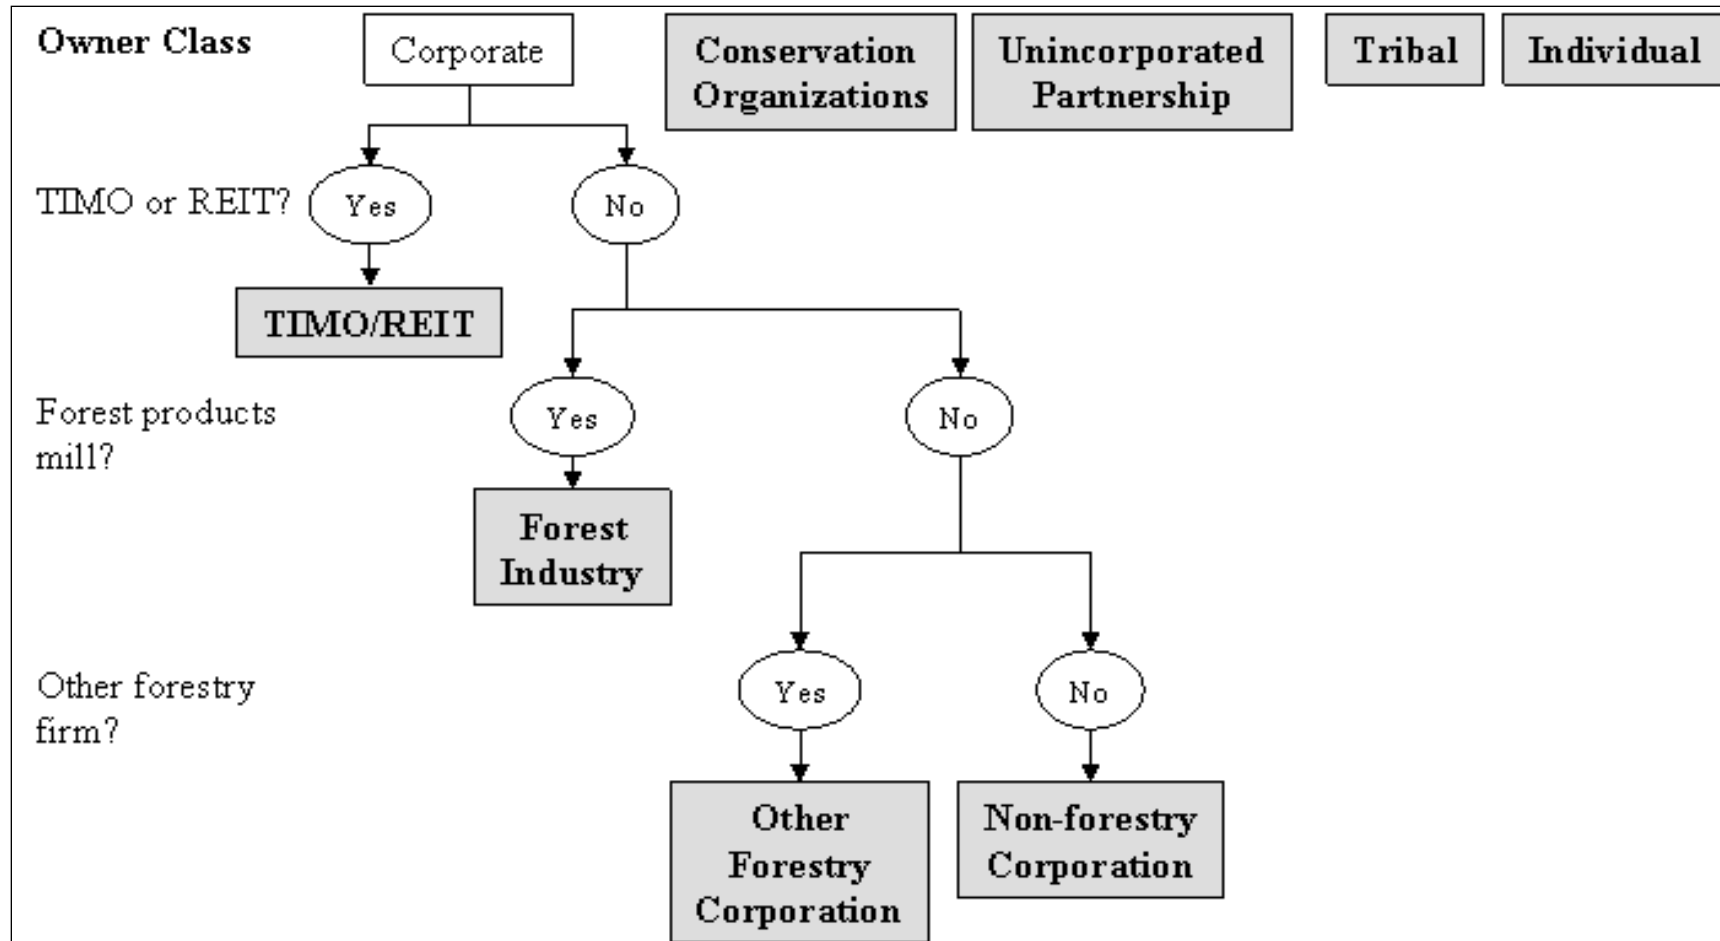 Owner Class
Corporate
Conservation
Organizations
Unincorporated
Partnership
Tribal
Individual
TIMO or REIT?
Yes
No
TIMO/REIT
Forest products
mill?
Yes
No
Forest
Industry
Other forestry
firm?
Yes
No
Other
Forestry
Corporation
Non-forestry
Corporation